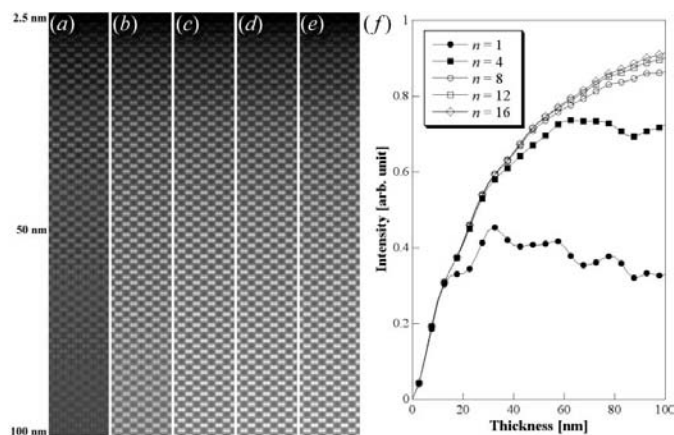 2.5 nm
(a)
(b)
(c)
(d)
(e)
50 nm
100 nm
(f)
n = 1
n = 4
n = 8
n = 12
n = 16
Intensity [arb. unit]
1
0.8
0.6
0.4
0.2
0
0
20
40
60
80
100
Thickness [nm]